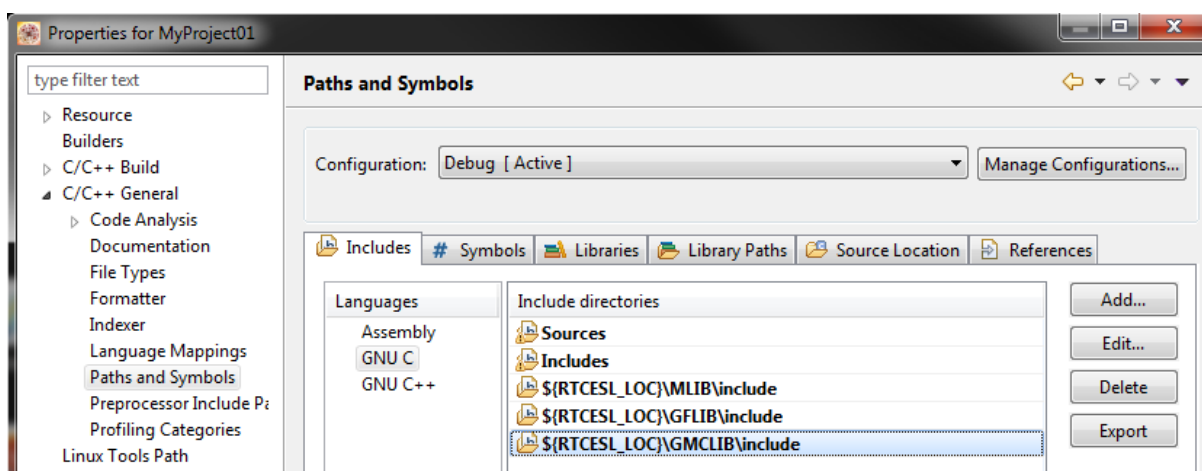 Properties for MyProject01
type filter text
Resource
Builders
C/C++ Build
C/C++ General
Code Analysis
Documentation
File Types
Formatter
Indexer
Language Mappings
Paths and Symbols
Preprocessor Include Pa
Profiling Categories
Linux Tools Path
Paths and Symbols
Configuration: Debug [ Active ] Manage Configurations...
Includes # Symbols Libraries Library Paths Source Location References
Languages
Assembly
GNU C
GNU C++
Include directories
Sources
Includes
${RTCESL_LOC}\MLIB\include
${RTCESL_LOC}\GFLIB\include
${RTCESL_LOC}\GMCLIB\include
Add...
Edit...
Delete
Export